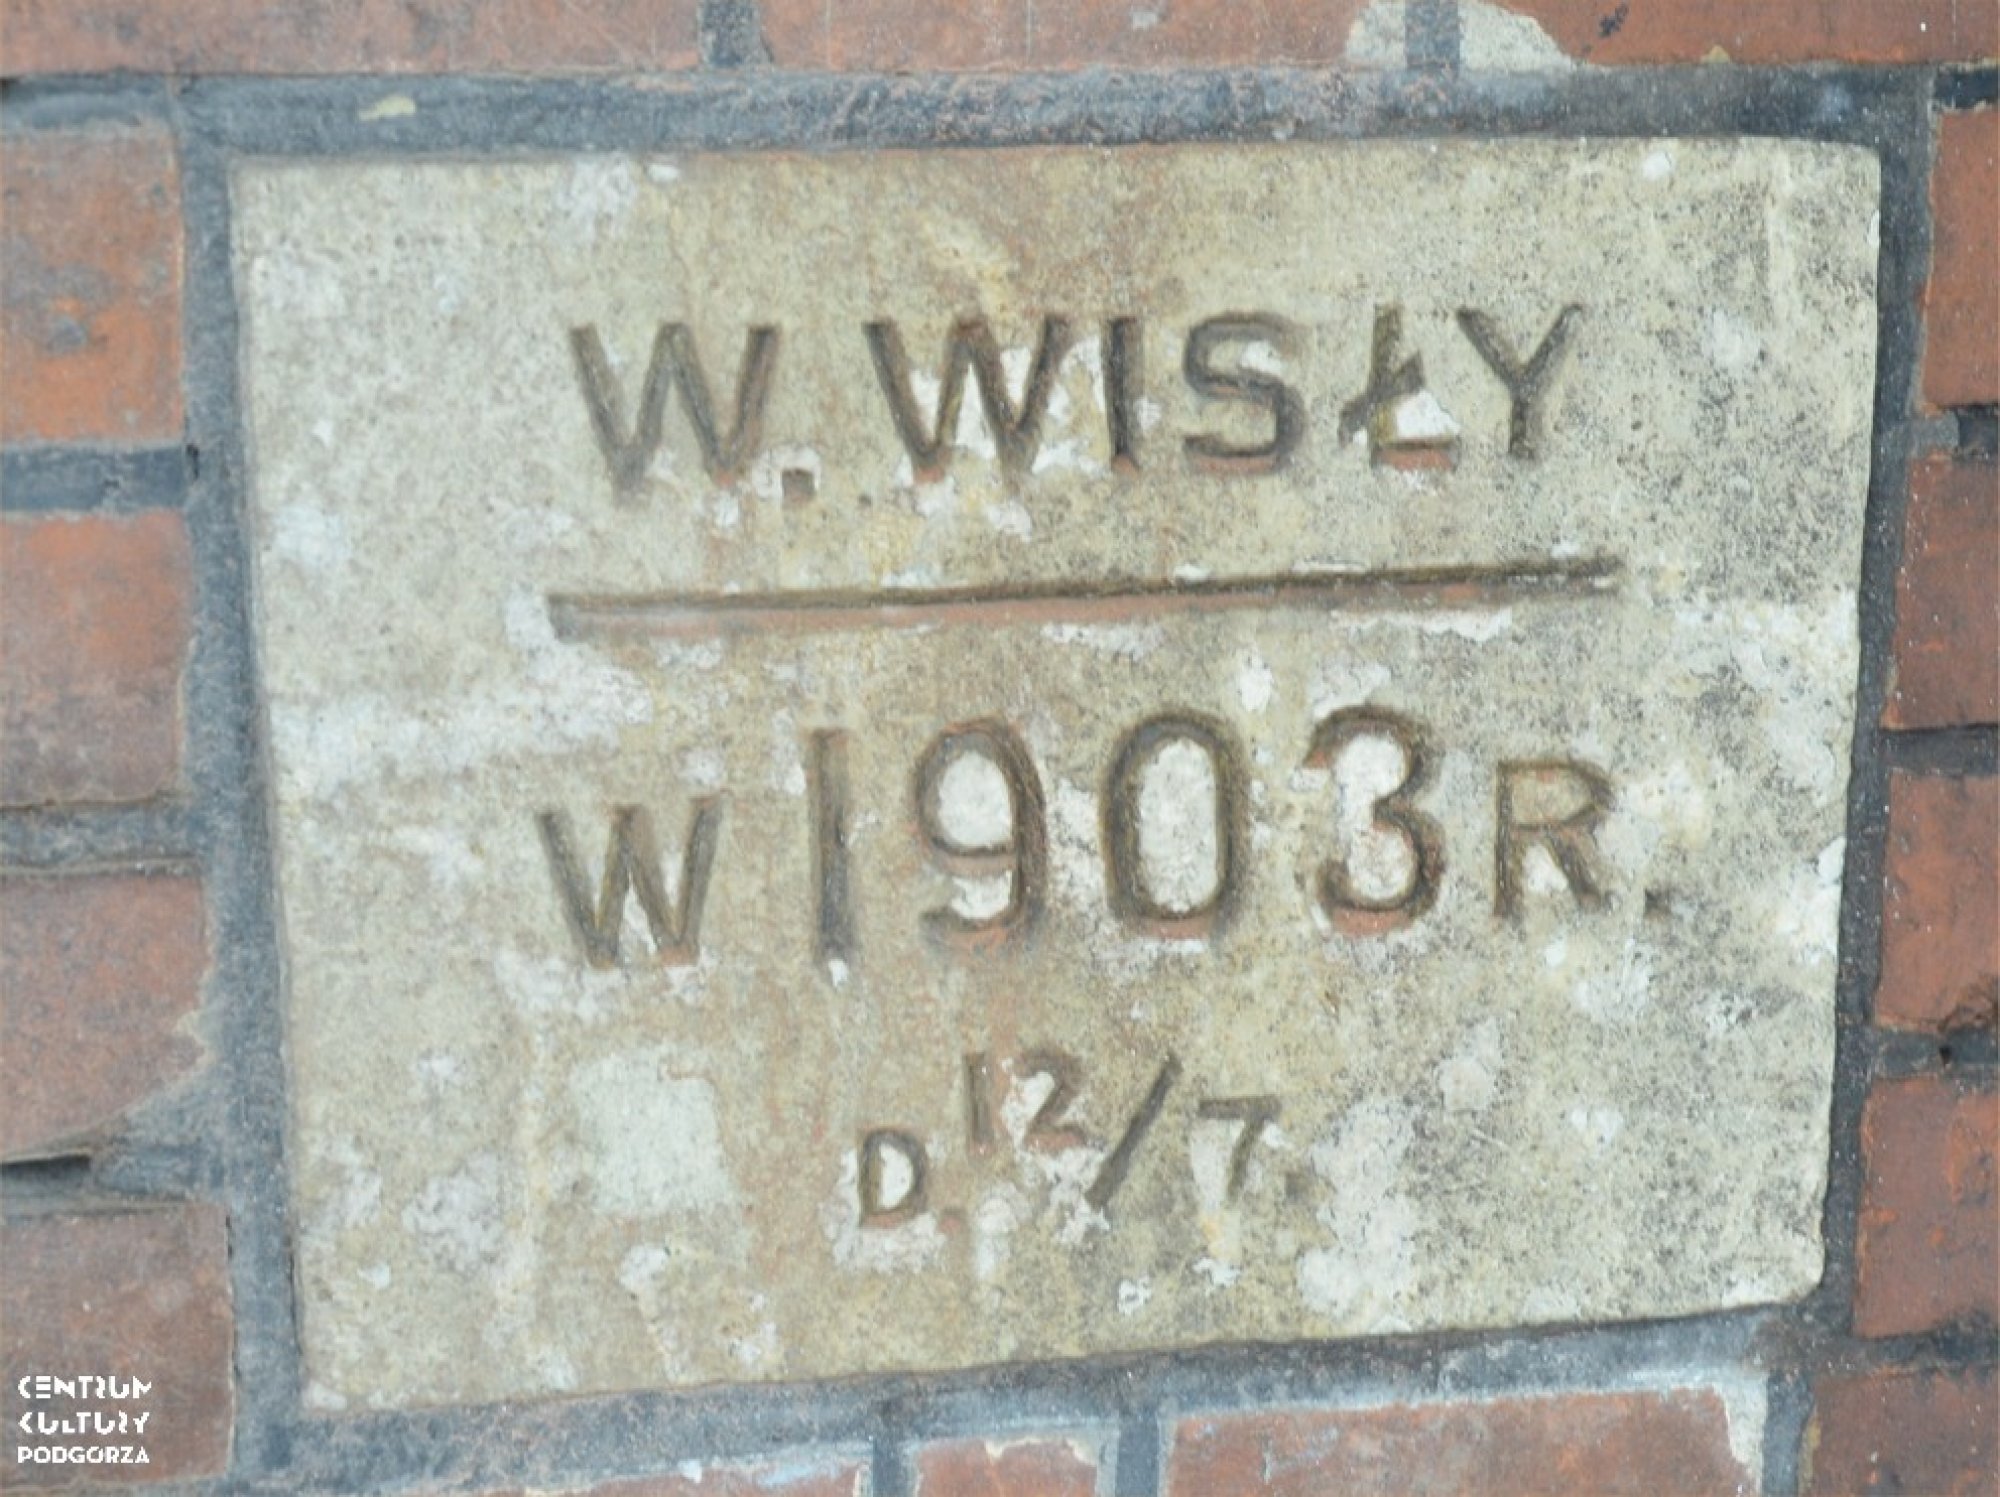 W. WISŁY
W 1903 R.
D. 12/7.
CENTRUM
KULTURY
PODGÓRZA